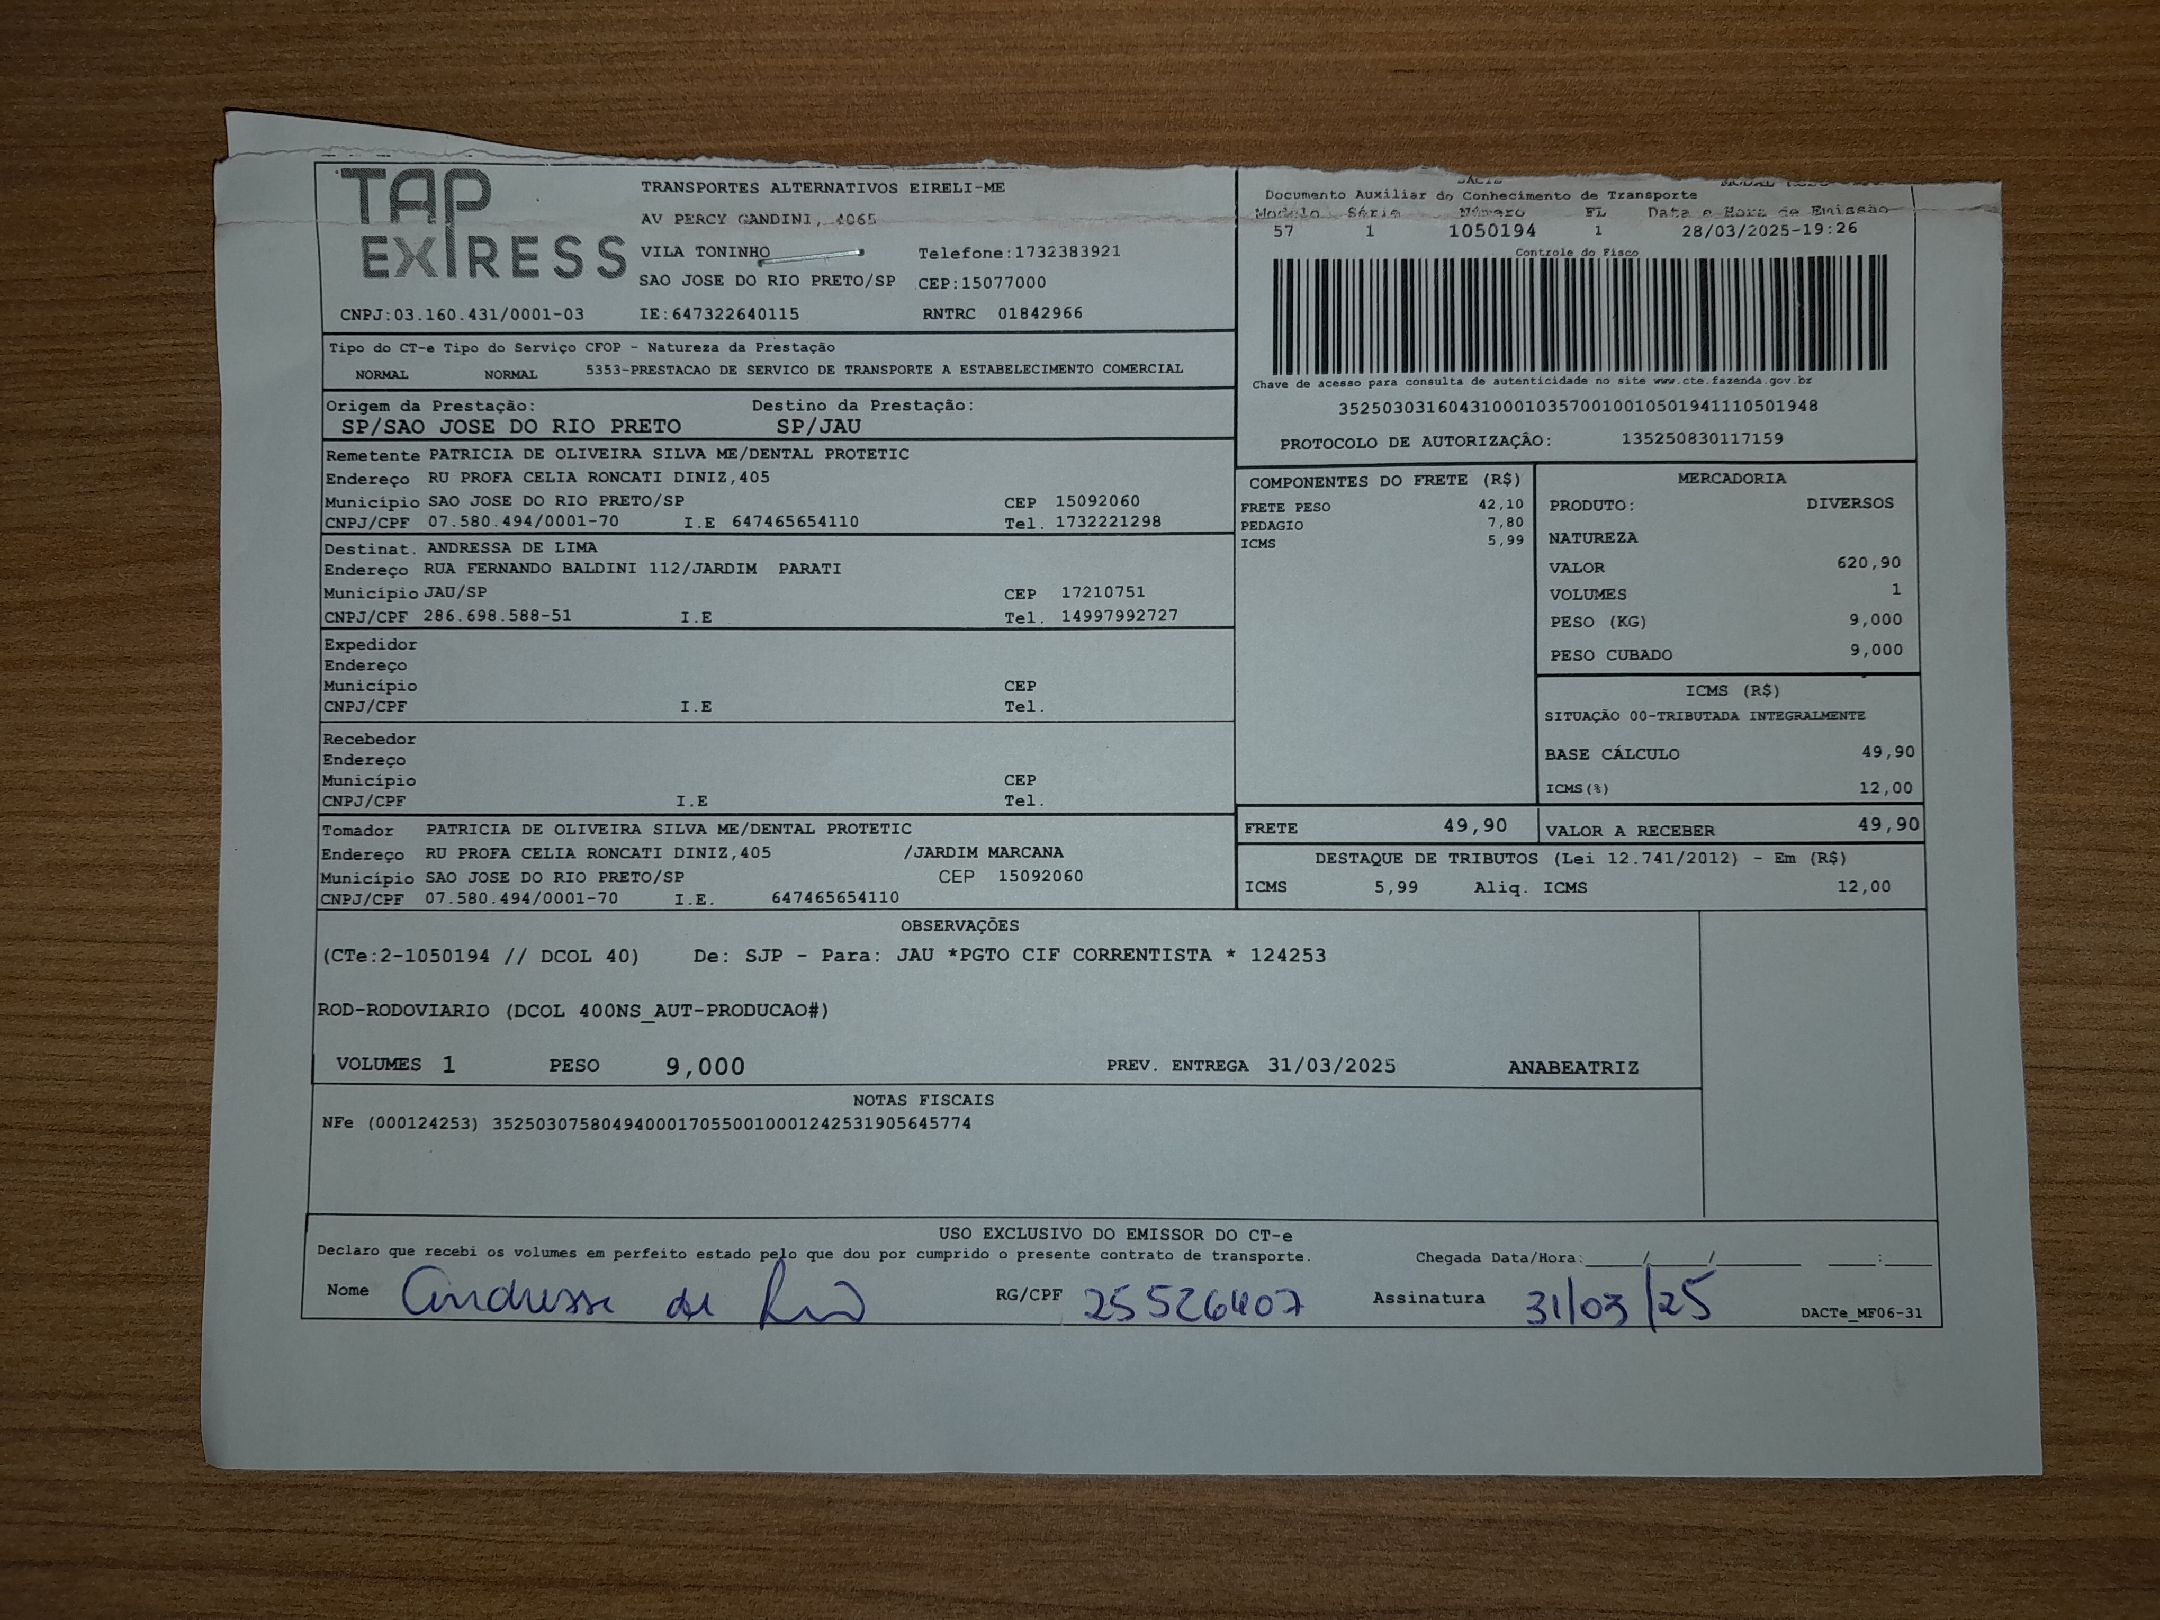 TAP
EXPRESS
TRANSPORTES ALTERNATIVOS EIRELI-ME
AV PERCY GANDINI, 4065
VILA TONINHO Telefone:1732383921
SAO JOSE DO RIO PRETO/SP CEP:15077000
CNPJ:03.160.431/0001-03 IE:647322640115 RNTRC 01842966
Documento Auxiliar do Conhecimento de Transporte
Modelo Série Número FL Data e Hora de Emissão
57 1 1050194 1 28/03/2025-19:26
Controle do Fisco
Chave de acesso para consulta de autenticidade no site www.cte.fazenda.gov.br
35250303160431000103570010010501941110501948
PROTOCOLO DE AUTORIZAÇÃO: 135250830117159
Tipo do CT-e Tipo do Serviço CFOP - Natureza da Prestação
NORMAL NORMAL 5353-PRESTACAO DE SERVICO DE TRANSPORTE A ESTABELECIMENTO COMERCIAL
Origem da Prestação: Destino da Prestação:
SP/SAO JOSE DO RIO PRETO SP/JAU
Remetente PATRICIA DE OLIVEIRA SILVA ME/DENTAL PROTETIC
Endereço RU PROFA CELIA RONCATI DINIZ,405
Município SAO JOSE DO RIO PRETO/SP CEP 15092060
CNPJ/CPF 07.580.494/0001-70 I.E 647465654110 Tel. 1732221298
Destinat. ANDRESSA DE LIMA
Endereço RUA FERNANDO BALDINI 112/JARDIM PARATI
Município JAU/SP CEP 17210751
CNPJ/CPF 286.698.588-51 I.E Tel. 14997992727
Expedidor
Endereço
Município CEP
CNPJ/CPF I.E Tel.
Recebedor
Endereço
Município CEP
CNPJ/CPF I.E Tel.
Tomador PATRICIA DE OLIVEIRA SILVA ME/DENTAL PROTETIC
Endereço RU PROFA CELIA RONCATI DINIZ,405 /JARDIM MARCANA
Município SAO JOSE DO RIO PRETO/SP CEP 15092060
CNPJ/CPF 07.580.494/0001-70 I.E. 647465654110
COMPONENTES DO FRETE (R$)
FRETE PESO 42,10
PEDAGIO 7,80
ICMS 5,99
MERCADORIA
PRODUTO: DIVERSOS
NATUREZA
VALOR 620,90
VOLUMES 1
PESO (KG) 9,000
PESO CUBADO 9,000
ICMS (R$)
SITUAÇÃO 00-TRIBUTADA INTEGRALMENTE
BASE CÁLCULO 49,90
ICMS(%) 12,00
FRETE 49,90 VALOR A RECEBER 49,90
DESTAQUE DE TRIBUTOS (Lei 12.741/2012) - Em (R$)
ICMS 5,99 Aliq. ICMS 12,00
OBSERVAÇÕES
(CTe:2-1050194 // DCOL 40) De: SJP - Para: JAU *PGTO CIF CORRENTISTA * 124253
ROD-RODOVIARIO (DCOL 400NS_AUT-PRODUCAO#)
VOLUMES 1 PESO 9,000 PREV. ENTREGA 31/03/2025 ANABEATRIZ
NOTAS FISCAIS
NFe (000124253) 35250307580494000170550010001242531905645774
USO EXCLUSIVO DO EMISSOR DO CT-e
Declaro que recebi os volumes em perfeito estado pelo que dou por cumprido o presente contrato de transporte. Chegada Data/Hora:____/____/______ ___:___
Nome Andressa de Lima RG/CPF 25526407 Assinatura 31/03/25 DACTe_MF06-31